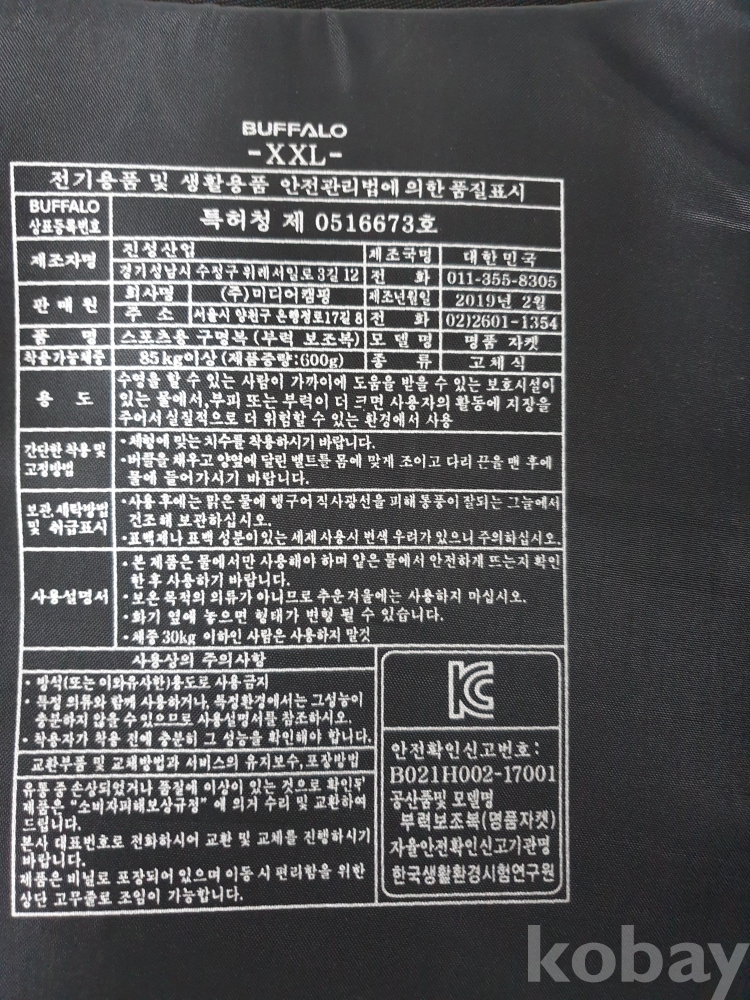 BUFFALO
-XXL-
전기용품 및 생활용품 안전관리법에 의한 품질표시
BUFFALO
상표등록번호
특허청 제 0516673호
제조자명
진성산업
경기성남시 수정구 위례서일로 3길 12
제조국명
대한민국
전 화
011-355-8305
판매원
회사명
(주)미디어캠핑
제조년월일
2019년 2월
주 소
서울시 양천구 은행정로17길 8
전 화
02)2601-1354
품 명
스포츠용 구명복 (부력 보조복)
모 델 명
명품 자켓
착용가능체중
85kg이상 (제품중량:600g)
종 류
고 체 식
용 도
수영을 할 수 있는 사람이 가까이에 도움을 받을 수 있는 보호시설이
있는 물에서, 부피 또는 부력이 더 크면 사용자의 활동에 지장을
주어서 실질적으로 더 위험할 수 있는 환경에서 사용
간단한 착용 및
고정방법
·체형에 맞는 치수를 착용하시기 바랍니다.
·버클을 채우고 양옆에 달린 벨트를 몸에 맞게 조이고 다리 끈을 맨 후에
물에 들어가시기 바랍니다.
보관, 세탁방법
및 취급표시
·사용 후에는 맑은 물에 헹구어 직사광선을 피해 통풍이 잘되는 그늘에서
건조해 보관하십시오.
·표백제나 표백 성분이 있는 세제 사용시 변색 우려가 있으니 주의하십시오.
사용설명서
·본 제품은 물에서만 사용해야 하며 얕은 물에서 안전하게 뜨는지 확인
한 후 사용하기 바랍니다.
·보온 목적의 의류가 아니므로 추운 겨울에는 사용하지 마십시오.
·화기 옆에 놓으면 형태가 변형 될 수 있습니다.
·체중 30kg 이하인 사람은 사용하지 말것
사용상의 주의사항
·방석(또는 이와유사한)용도로 사용 금지
·특정 의류와 함께 사용하거나, 특정환경에서는 그성능이
충분하지 않을 수 있으므로 사용설명서를 참조하십시오.
·착용자가 착용 전에 충분히 그 성능을 확인해야 합니다.
교환부품 및 교체방법과 서비스의 유지보수, 포장방법
유통 중 손상되었거나 품질에 이상이 있는 것으로 확인된
제품은 "소비자피해보상규정" 에 의거 수리 및 교환하여
드립니다.
본사 대표번호로 전화하시어 교환 및 교체를 진행하시기
바랍니다.
제품은 비닐로 포장되어 있으며 이동 시 편리함을 위한
상단 고무줄로 조임이 가능합니다.
KC
안전확인신고번호:
B021H002-17001
공산품및 모델명
부력보조복(명품자켓)
자율안전확인신고기관명
한국생활환경시험연구원
kobay